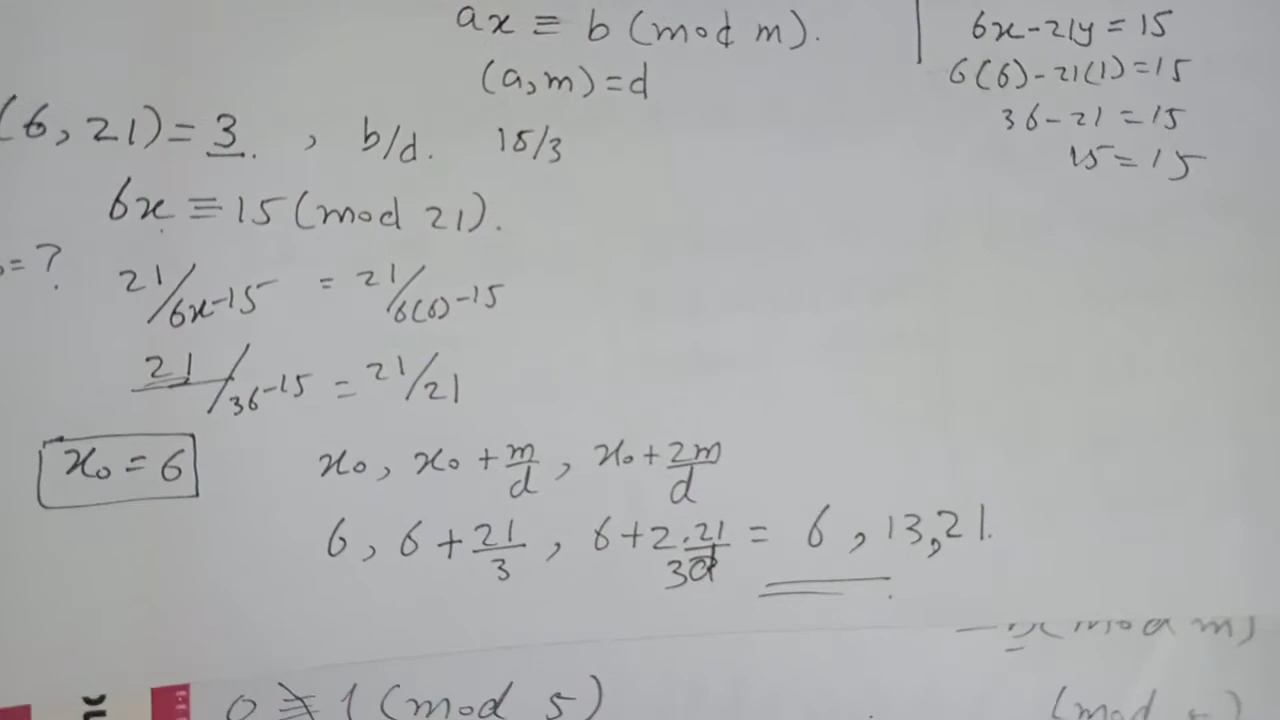 ax ≡ b (mod m).
(a,m)=d
(6,21)=3. , b/d. 15/3
6x ≡ 15 (mod 21).
=? 21/6x-15 = 21/6(6)-15
21/36-15 = 21/21
x₀ = 6
x₀, x₀ + m/d, x₀ + 2m/d
6, 6 + 21/3, 6 + 2.21/3d = 6, 13, 21.
0 ≢ 1 (mod 5)
6x-21y = 15
6(6)-21(1)=15
36-21 = 15
15 = 15